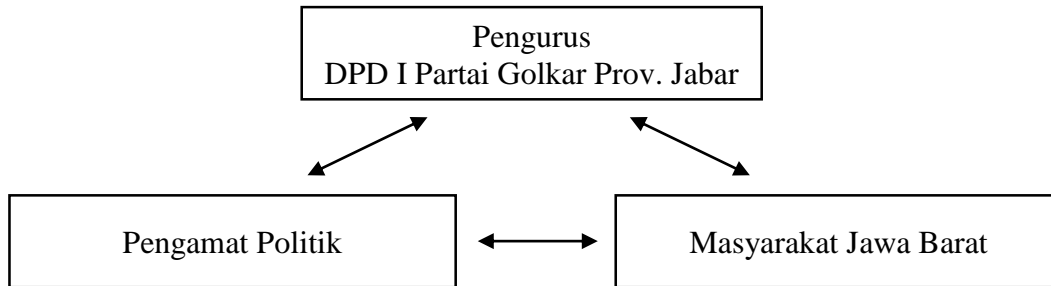 Pengurus
DPD I Partai Golkar Prov. Jabar
Pengamat Politik
Masyarakat Jawa Barat